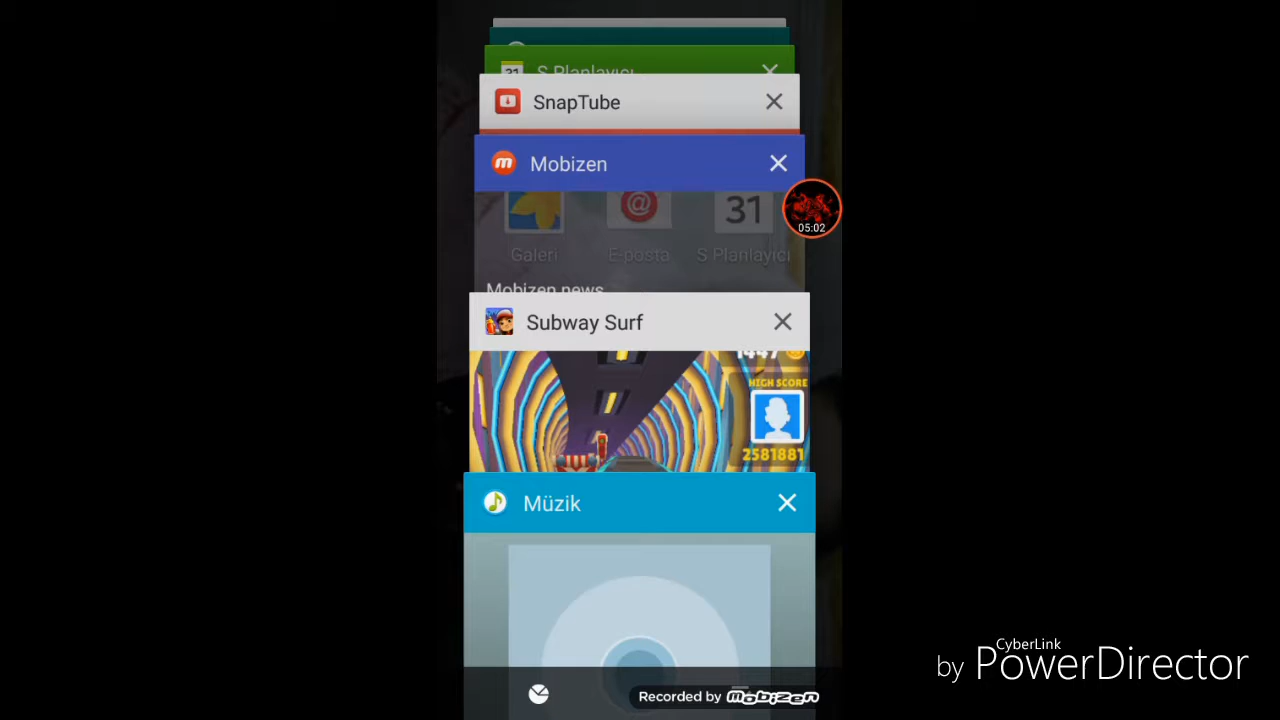 S Planlayıcı
SnapTube
Mobizen
05:02
31
Galeri
E-posta
S Planlayıcı
Mobizen news
Subway Surf
1447
HIGH SCORE
2581881
Müzik
Recorded by mobizen
CyberLink
by PowerDirector